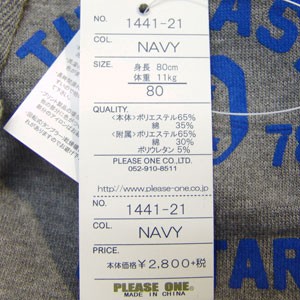 NO. 1441-21
COL. NAVY
SIZE. 身長 80cm
体重 11kg
80
QUALITY.
<本体>ポリエステル65%
綿 35%
<附属>ポリエステル65%
綿 30%
ポリウレタン 5%
PLEASE ONE CO.,LTD.
052-910-8511
http://www.please-one.co.jp
NO. 1441-21
COL. NAVY
PRICE.
本体価格¥2,800+税
PLEASE ONE.
MADE IN CHINA